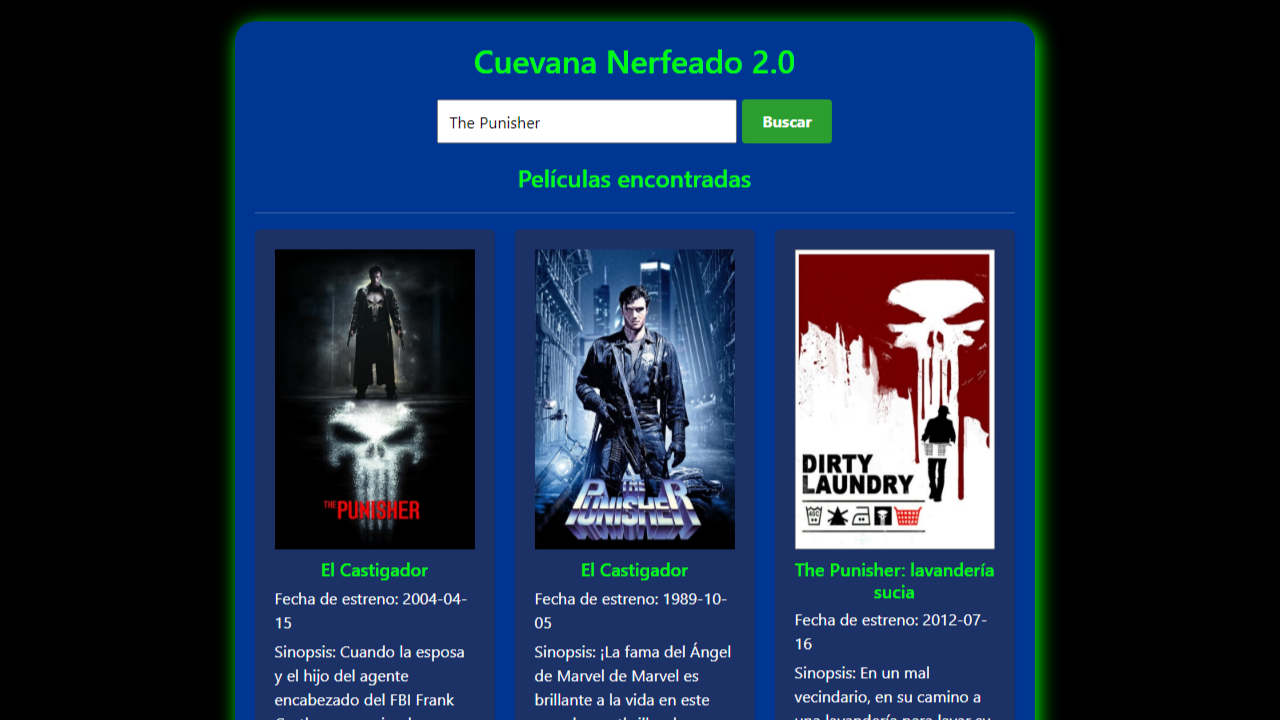 Cuevana Nerfeado 2.0
The Punisher
Buscar
Películas encontradas
THE PUNISHER
El Castigador
Fecha de estreno: 2004-04-
15
Sinopsis: Cuando la esposa
y el hijo del agente
encabezado del FBI Frank
THE
PUNISHER
El Castigador
Fecha de estreno: 1989-10-
05
Sinopsis: ¡La fama del Ángel
de Marvel de Marvel es
brillante a la vida en este
DIRTY
LAUNDRY
The Punisher: lavandería
sucia
Fecha de estreno: 2012-07-
16
Sinopsis: En un mal
vecindario, en su camino a
una lavandería para lavar su